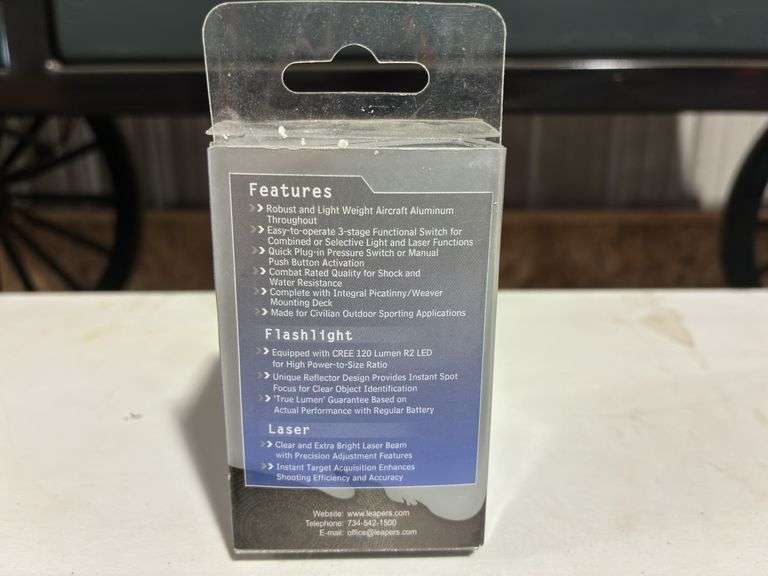 Features
Robust and Light Weight Aircraft Aluminum
Throughout
Easy-to-operate 3-stage Functional Switch for
Combined or Selective Light and Laser Functions
Quick Plug-in Pressure Switch or Manual
Push Button Activation
Combat Rated Quality for Shock and
Water Resistance
Complete with Integral Picatinny/Weaver
Mounting Deck
Made for Civilian Outdoor Sporting Applications
Flashlight
Equipped with CREE 120 Lumen R2 LED
for High Power-to-Size Ratio
Unique Reflector Design Provides Instant Spot
Focus for Clear Object Identification
'True Lumen' Guarantee Based on
Actual Performance with Regular Battery
Laser
Clear and Extra Bright Laser Beam
with Precision Adjustment Features
Instant Target Acquisition Enhances
Shooting Efficiency and Accuracy
Website: www.leapers.com
Telephone: 734-542-1500
E-mail: office@leapers.com